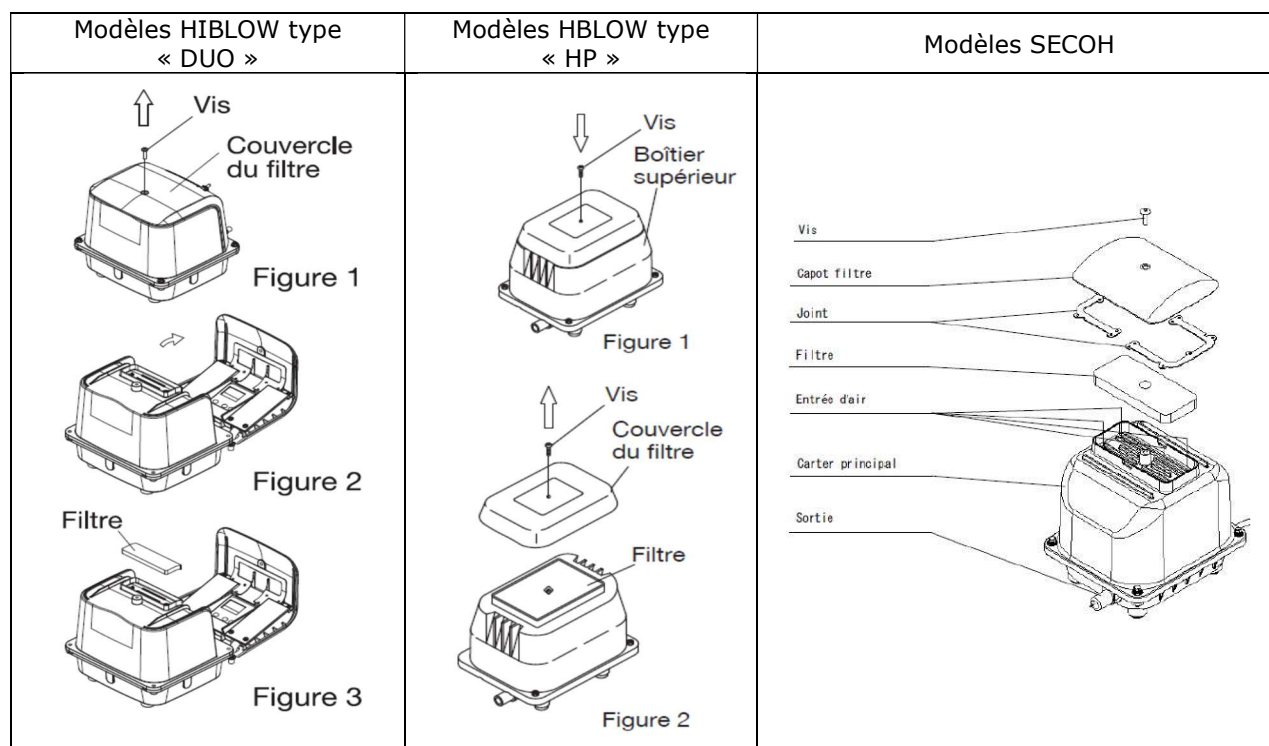 Modèles HIBLOW type
« DUO »
Modèles HBLOW type
« HP »
Modèles SECOH
Vis
Couvercle
du filtre
Figure 1
Figure 2
Filtre
Figure 3
Vis
Boîtier
supérieur
Figure 1
Vis
Couvercle
du filtre
Filtre
Figure 2
Vis
Capot filtre
Joint
Filtre
Entrée d'air
Carter principal
Sortie